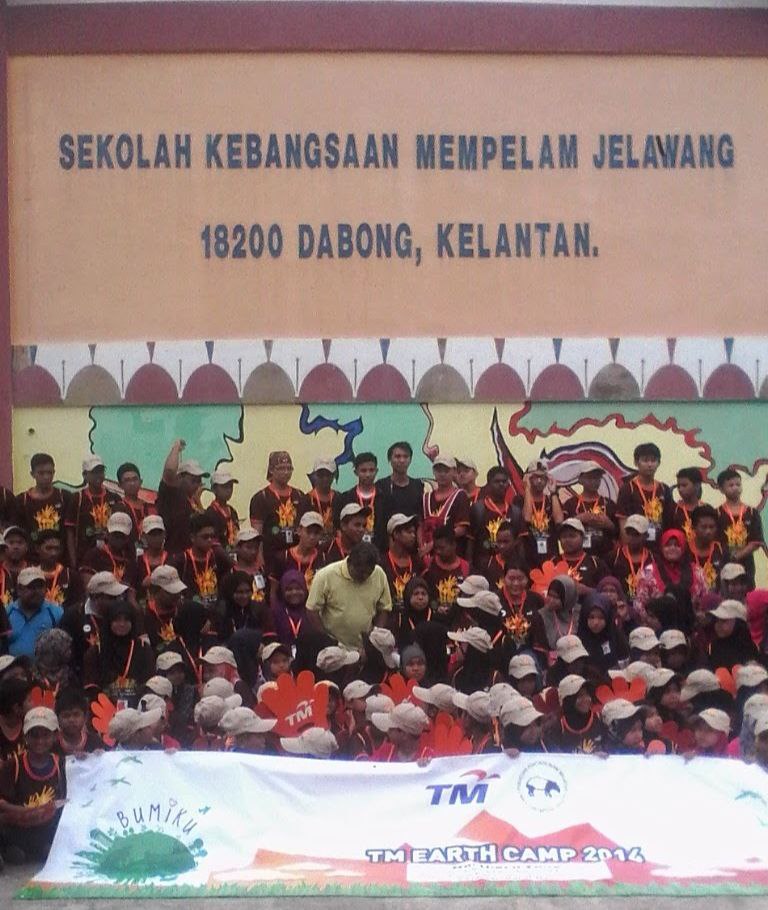 SEKOLAH KEBANGSAAN MEMPELAM JELAWANG
18200 DABONG, KELANTAN.
TM
TM
BUMIKU
TM EARTH CAMP 2014